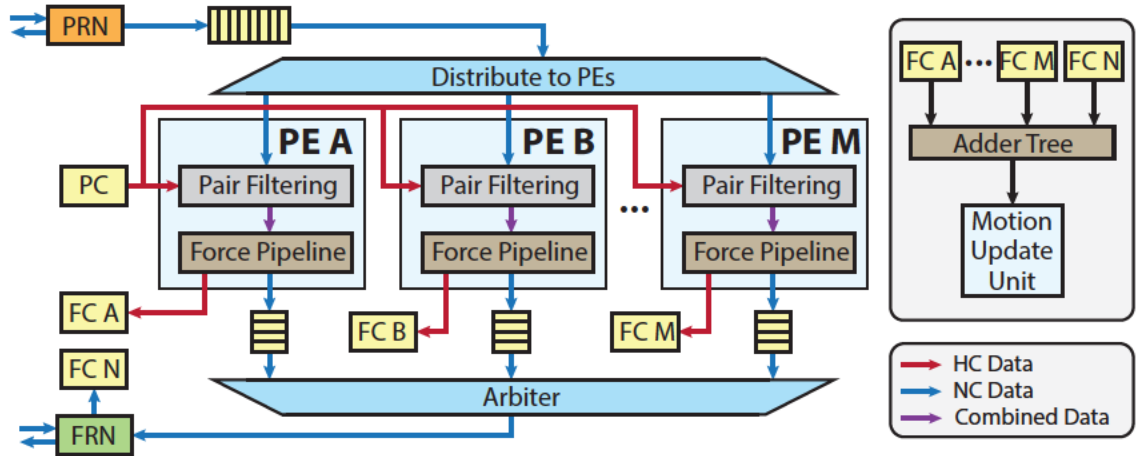 PRN
Distribute to PEs
PE A
PE B
PE M
PC
Pair Filtering
Pair Filtering
Pair Filtering
...
Force Pipeline
Force Pipeline
Force Pipeline
FC A
FC B
FC M
FC N
Arbiter
FRN
FC A
...
FC M
FC N
Adder Tree
Motion
Update
Unit
HC Data
NC Data
Combined Data